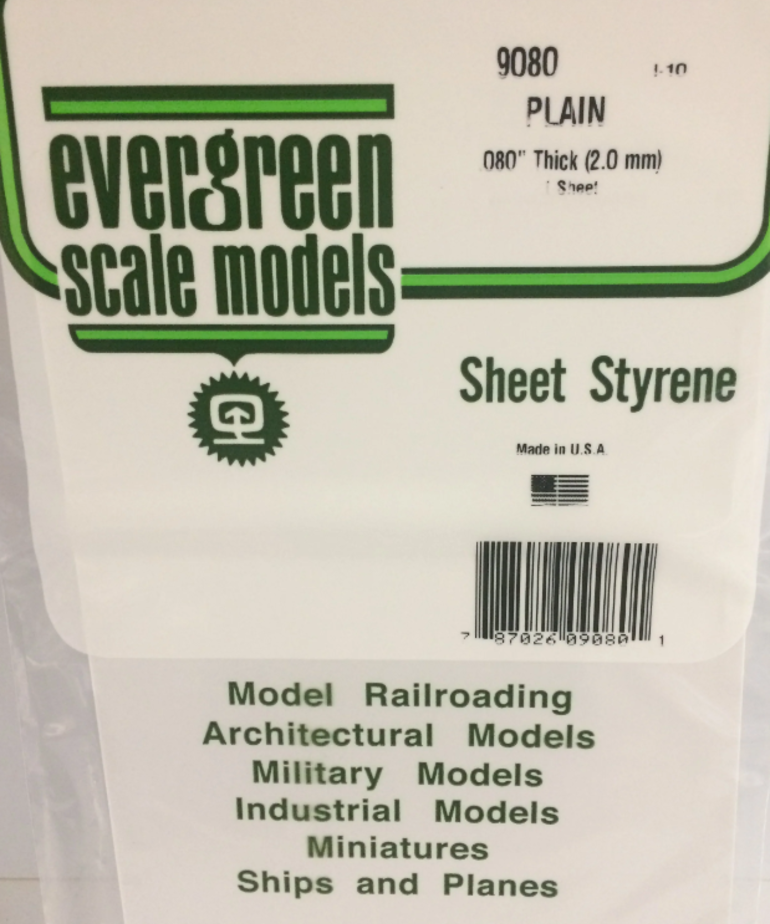 9080
PLAIN
080" Thick (2.0 mm)
Sheet
evergreen
scale models
Sheet Styrene
Made in U.S.A
7 87026 09080 1
Model Railroading
Architectural Models
Military Models
Industrial Models
Miniatures
Ships and Planes